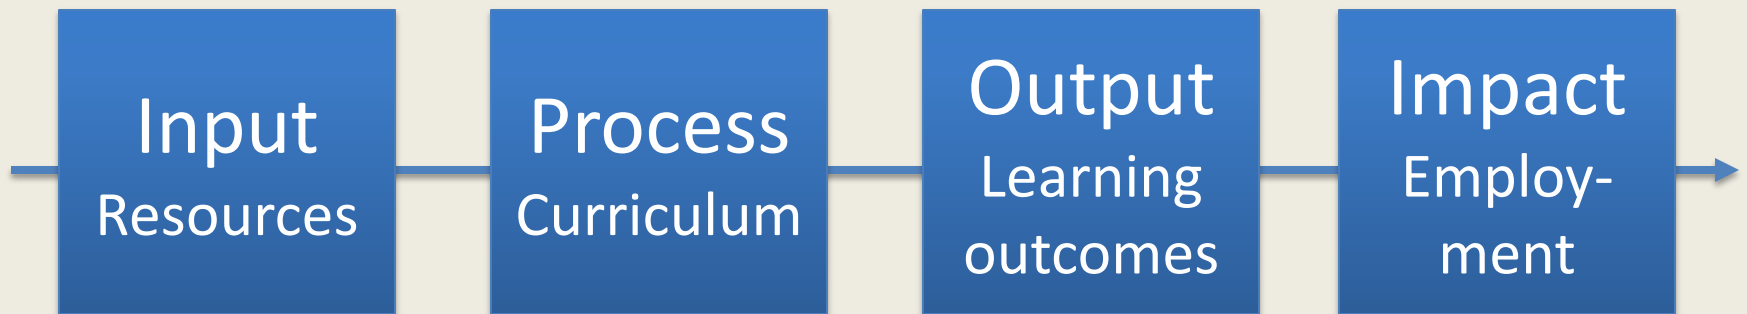 Input
Resources
Process
Curriculum
Output
Learning
outcomes
Impact
Employ-
ment